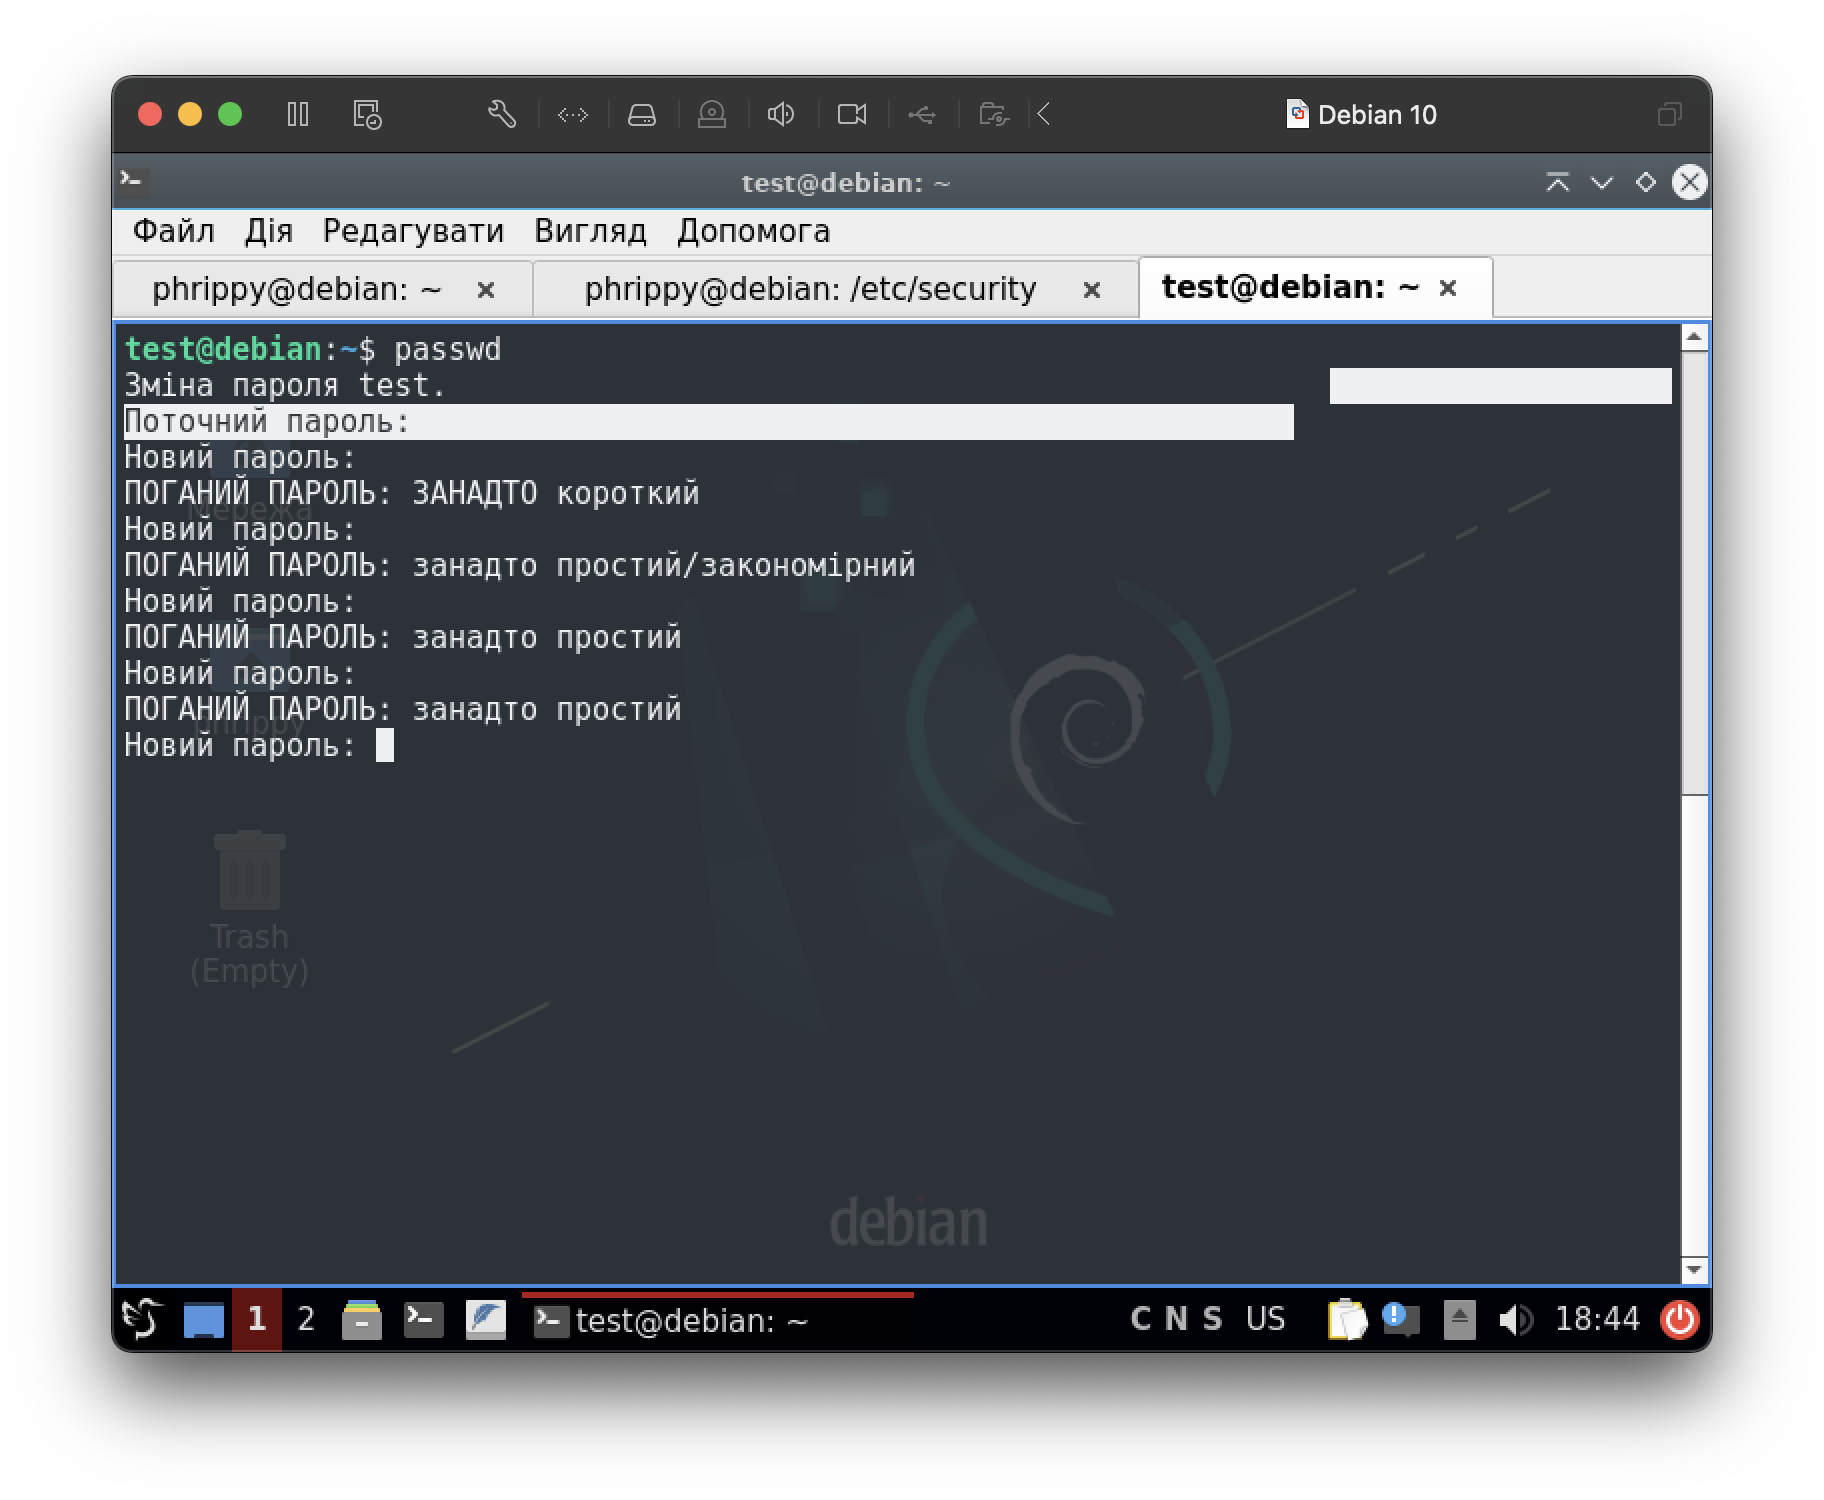 Debian 10
test@debian: ~
Файл Дія Редагувати Вигляд Допомога
phrippy@debian: ~ × phrippy@debian: /etc/security × test@debian: ~ ×
test@debian:~$ passwd
Зміна пароля test.
Поточний пароль:
Новий пароль:
ПОГАНИЙ ПАРОЛЬ: ЗАНАДТО короткий
Мережа
Новий пароль:
ПОГАНИЙ ПАРОЛЬ: занадто простий/закономірний
Новий пароль:
ПОГАНИЙ ПАРОЛЬ: занадто простий
Новий пароль:
ПОГАНИЙ ПАРОЛЬ: занадто простий
phrippy
Новий пароль:
Trash
(Empty)
debian
1 2 test@debian: ~ C N S US 18:44